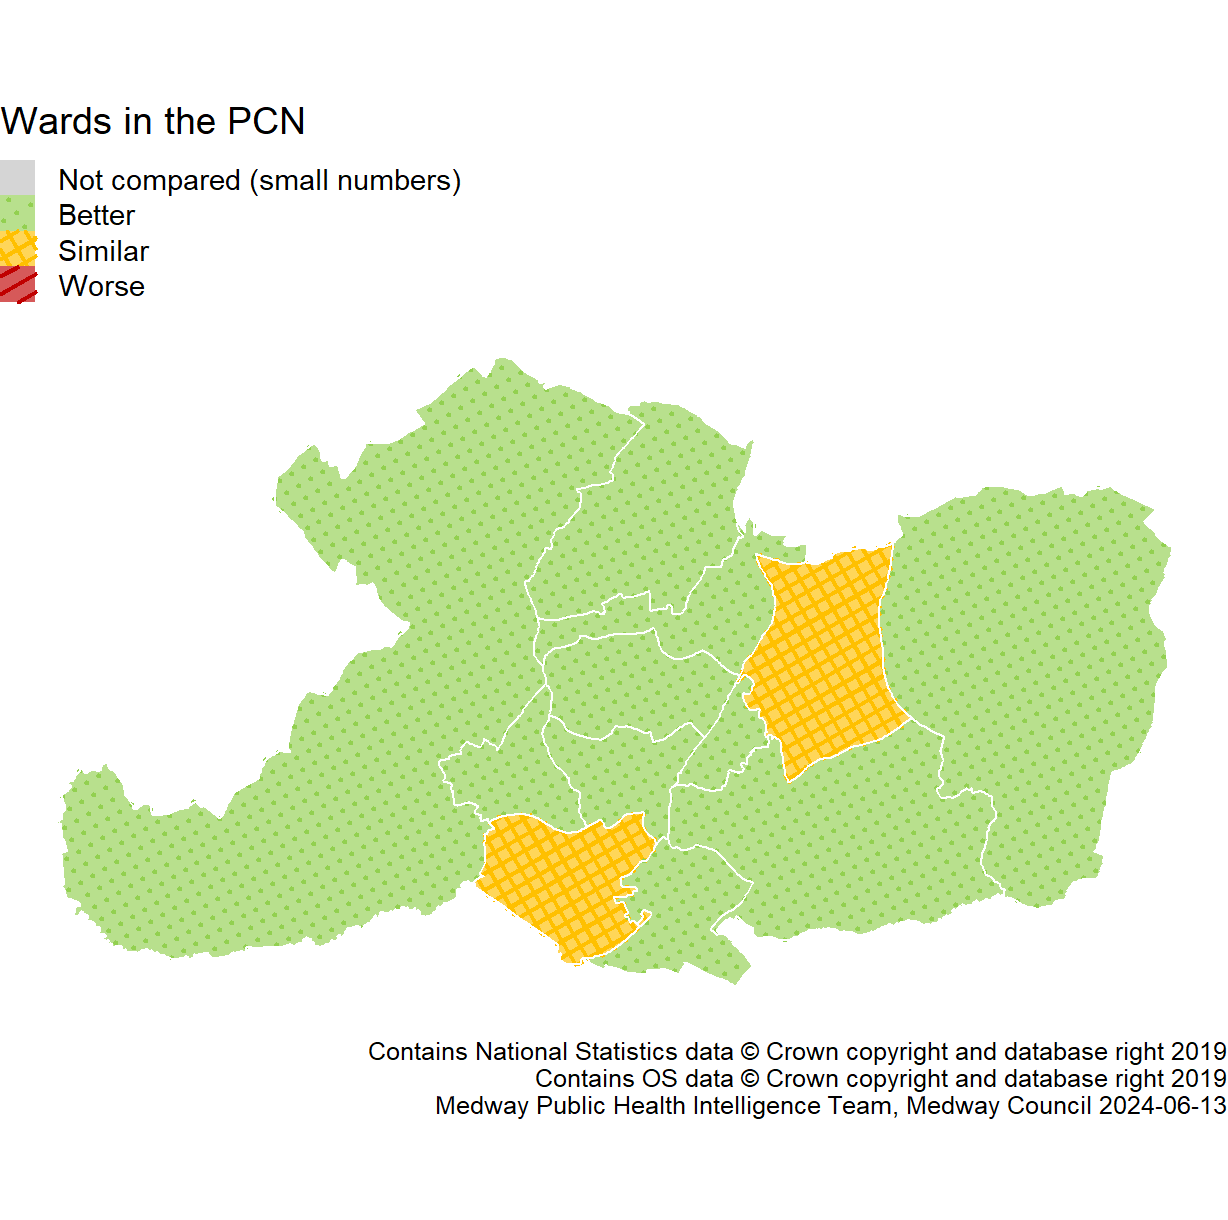 Wards in the PCN
Not compared (small numbers)
Better
Similar
Worse
Contains National Statistics data © Crown copyright and database right 2019
Contains OS data © Crown copyright and database right 2019
Medway Public Health Intelligence Team, Medway Council 2024-06-13